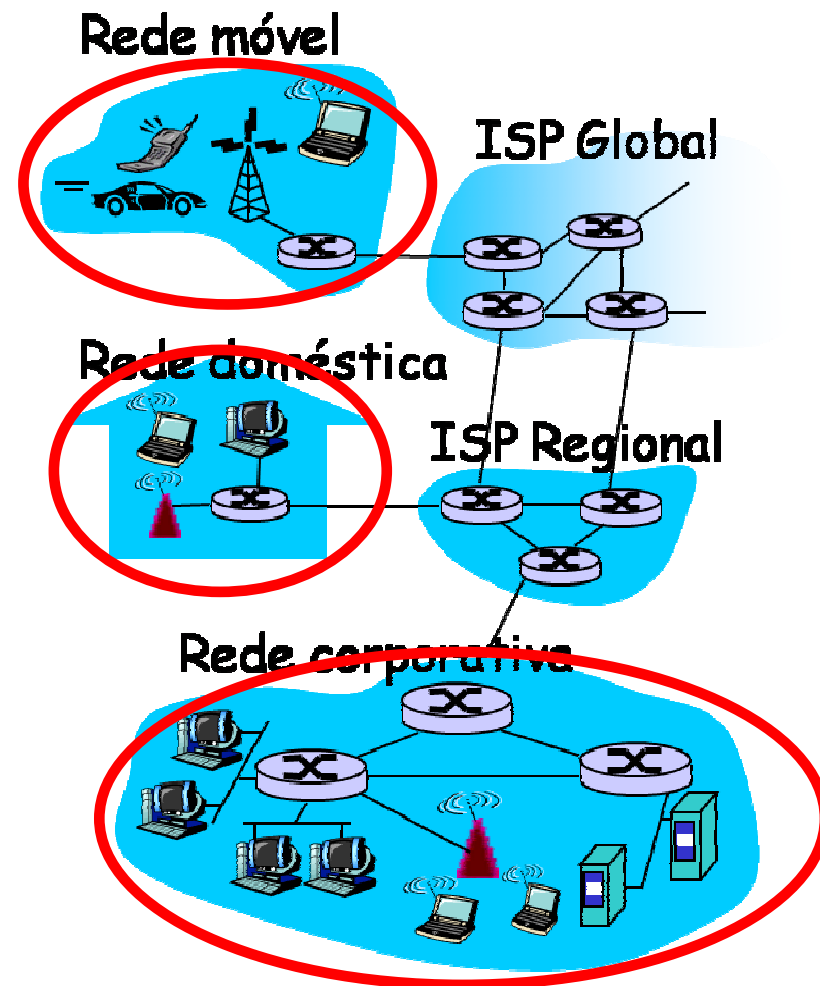 Rede móvel
ISP Global
Rede doméstica
ISP Regional
Rede corporativa